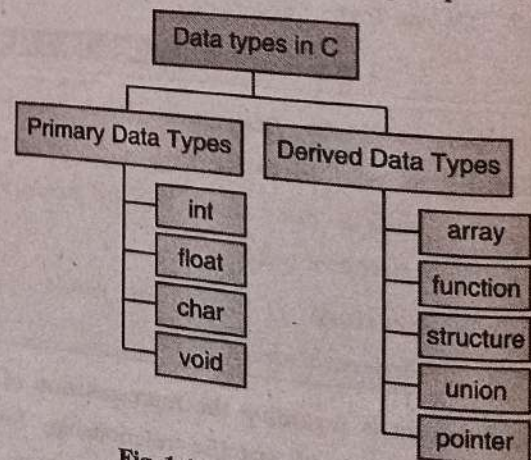 Data types in C
Primary Data Types
int
float
char
void
Derived Data Types
array
function
structure
union
pointer